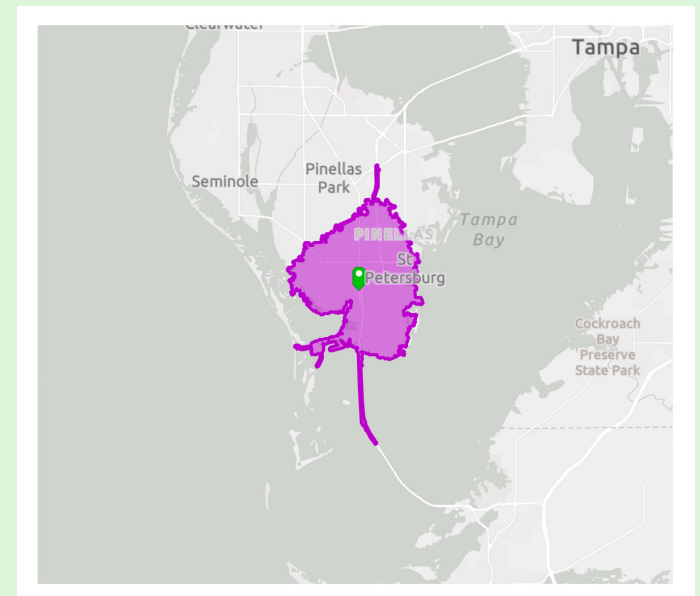 Clearwater
Tampa
Pinellas
Park
Seminole
Tampa
Bay
PINELLAS
St
Petersburg
Cockroach
Bay
Preserve
State Park